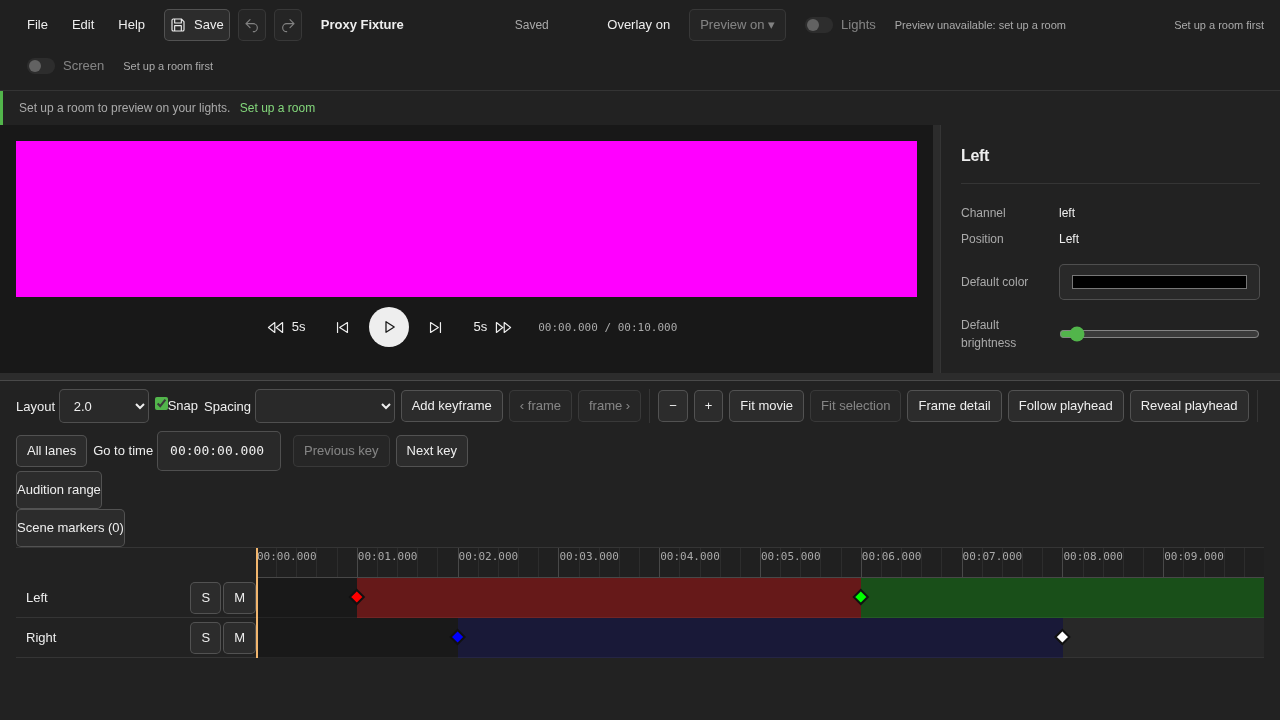 File Edit Help Save Proxy Fixture Saved Overlay on Preview on ▾ Lights Preview unavailable: set up a room Set up a room first
Screen Set up a room first
Set up a room to preview on your lights. Set up a room
Left
Channel left
Position Left
Default color
Default
brightness
5s 5s 00:00.000 / 00:10.000
Layout 2.0 Snap Spacing Add keyframe ‹ frame frame › − + Fit movie Fit selection Frame detail Follow playhead Reveal playhead
All lanes Go to time 00:00:00.000 Previous key Next key
Audition range
Scene markers (0)
00:00.000 00:01.000 00:02.000 00:03.000 00:04.000 00:05.000 00:06.000 00:07.000 00:08.000 00:09.000
Left S M
Right S M